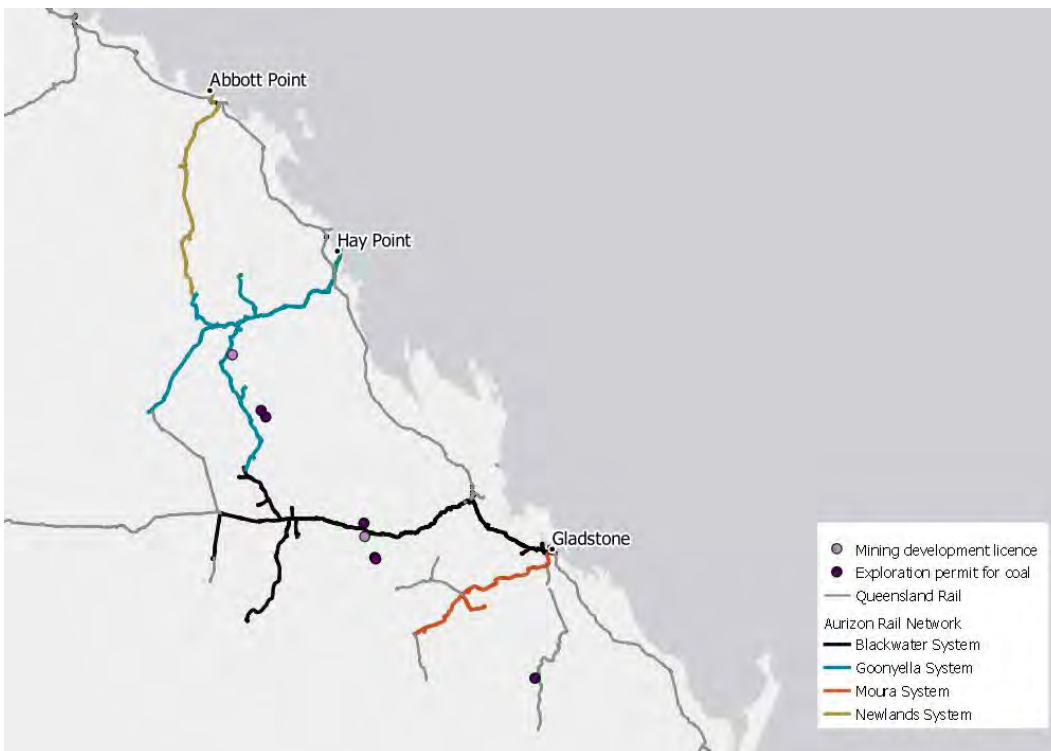 Abbott Point
Hay Point
Gladstone
Mining development licence
Exploration permit for coal
Queensland Rail
Aurizon Rail Network
Blackwater System
Goonyella System
Moura System
Newlands System